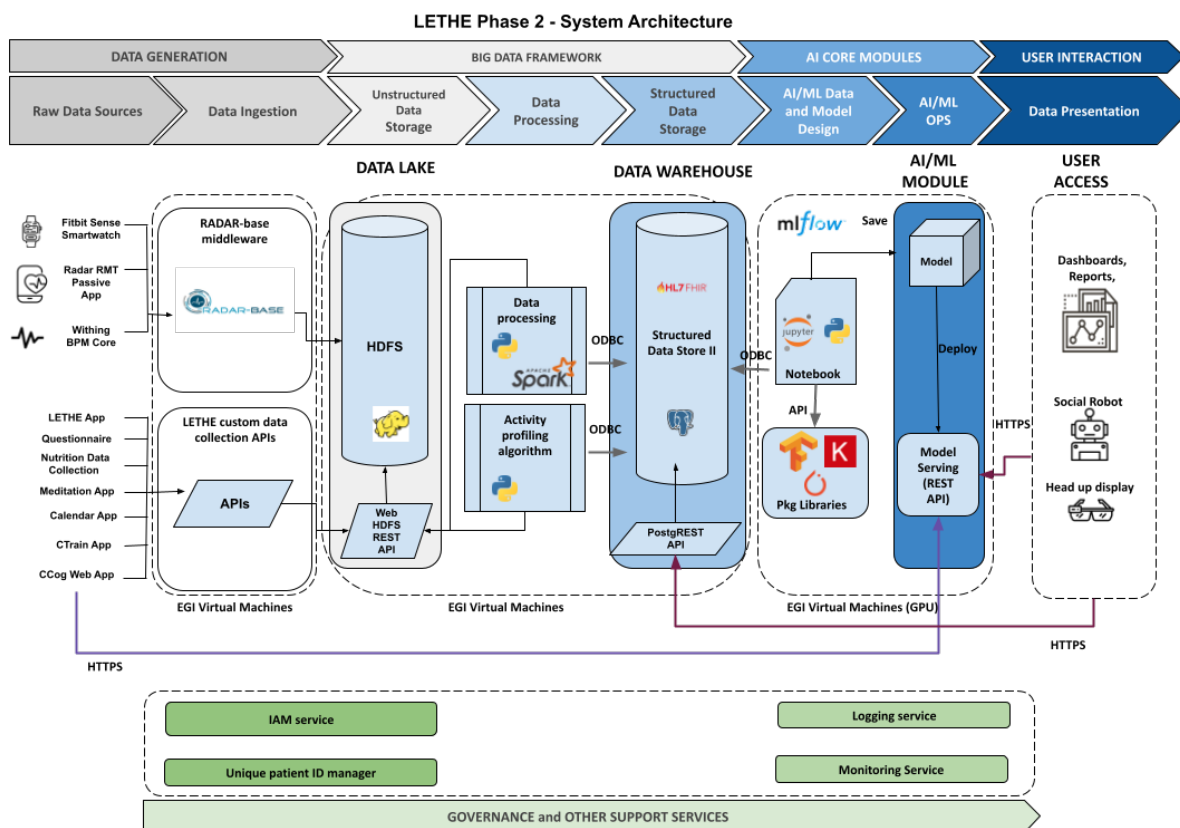 LETHE Phase 2 - System Architecture
DATA GENERATION
BIG DATA FRAMEWORK
AI CORE MODULES
USER INTERACTION
Raw Data Sources
Data Ingestion
Unstructured
Data
Storage
Data
Processing
Structured
Data
Storage
AI/ML Data
and Model
Design
AI/ML
OPS
Data Presentation
DATA LAKE
DATA WAREHOUSE
AI/ML
MODULE
USER
ACCESS
Fitbit Sense
Smartwatch
Radar RMT
Passive
App
Withing
BPM Core
RADAR-base
middleware
RADAR-BASE
LETHE App
Questionnaire
Nutrition Data
Collection
Meditation App
Calendar App
CTrain App
CCog Web App
LETHE custom data
collection APIs
APIs
EGI Virtual Machines
HDFS
Web
HDFS
REST
API
Data
processing
APACHE
Spark
ODBC
Activity
profiling
algorithm
ODBC
EGI Virtual Machines
HL7 FHIR
Structured
Data Store II
PostgREST
API
ODBC
mlflow
Save
jupyter
Notebook
API
K
Pkg Libraries
Model
Deploy
Model
Serving
(REST
API)
EGI Virtual Machines (GPU)
HTTPS
Dashboards,
Reports,
Social Robot
Head up display
HTTPS
HTTPS
IAM service
Logging service
Unique patient ID manager
Monitoring Service
GOVERNANCE and OTHER SUPPORT SERVICES